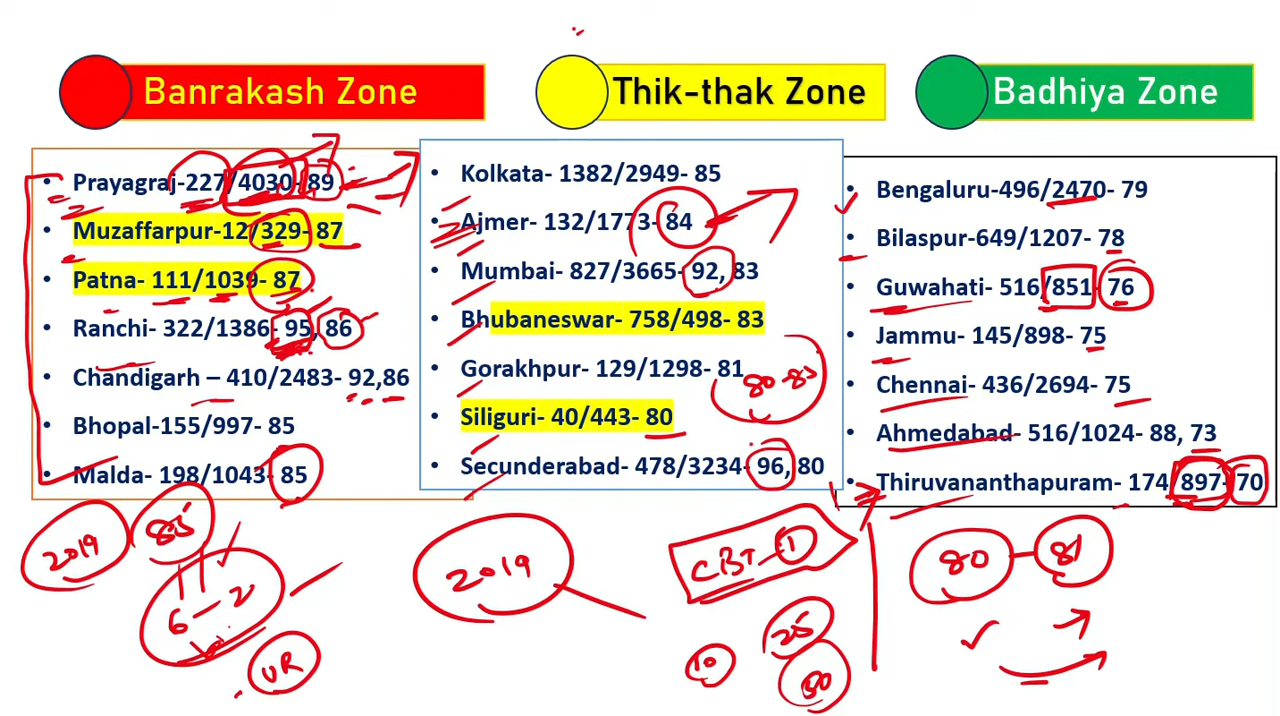 Banrakash Zone
Prayagraj-227/4030-89
Muzaffarpur-12/329-87
Patna- 111/1039-87
Ranchi- 322/1386-95, 86
Chandigarh – 410/2483- 92,86
Bhopal-155/997- 85
Malda- 198/1043-85
2019
85
6-2
UR
Thik-thak Zone
Kolkata- 1382/2949- 85
Ajmer- 132/1773- 84
Mumbai- 827/3665- 92, 83
Bhubaneswar- 758/498- 83
Gorakhpur- 129/1298- 81
Siliguri- 40/443- 80
Secunderabad- 478/3234- 96, 80
2019
CBT-1
25
10
Badhiya Zone
Bengaluru-496/2470- 79
Bilaspur-649/1207- 78
Guwahati- 516/851- 76
Jammu- 145/898- 75
Chennai- 436/2694- 75
Ahmedabad- 516/1024- 88, 73
Thiruvananthapuram- 174/897-70
80-81